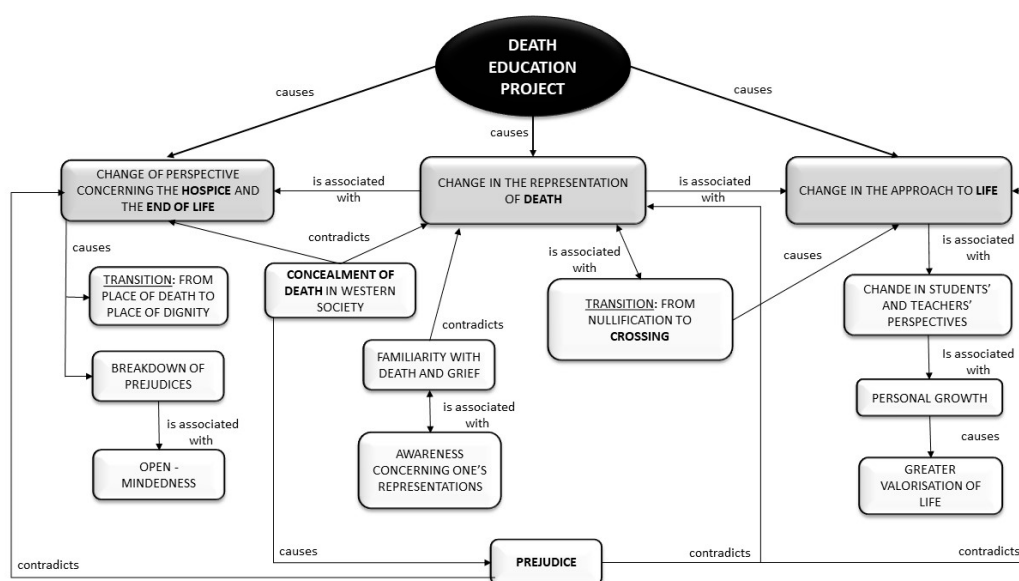 DEATH
EDUCATION
PROJECT
causes
causes
causes
CHANGE OF PERSPECTIVE
CONCERNING THE HOSPICE AND
THE END OF LIFE
is associated
with
CHANGE IN THE REPRESENTATION
OF DEATH
is associated
with
CHANGE IN THE APPROACH TO LIFE
causes
contradicts
is associated
with
causes
is associated
with
TRANSITION: FROM
PLACE OF DEATH TO
PLACE OF DIGNITY
CONCEALMENT OF
DEATH IN WESTERN
SOCIETY
TRANSITION: FROM
NULLIFICATION TO
CROSSING
CHANDE IN STUDENTS'
AND TEACHERS'
PERSPECTIVES
contradicts
BREAKDOWN OF
PREJUDICES
FAMILIARITY WITH
DEATH AND GRIEF
Is associated
with
is associated
with
is associated
with
PERSONAL GROWTH
causes
OPEN -
MINDEDNESS
AWARENESS
CONCERNING ONE'S
REPRESENTATIONS
GREATER
VALORISATION OF
LIFE
contradicts
causes
PREJUDICE
contradicts
contradicts